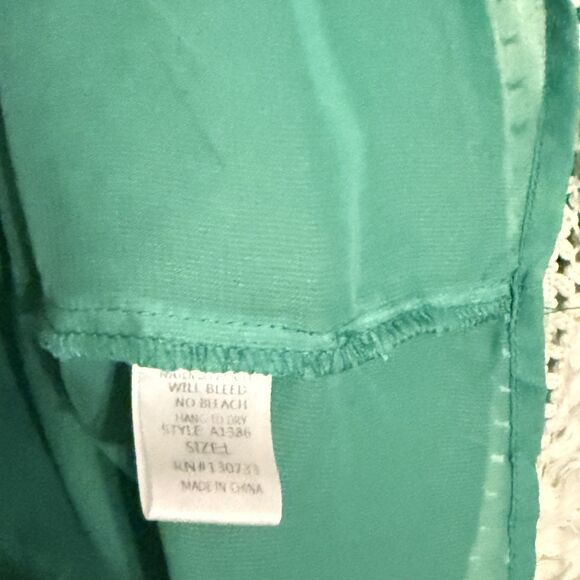 WILL BLEED
NO BLEACH
HANG TO DRY
STYLE A1386
SIZE:L
RN#130733
MADE IN CHINA